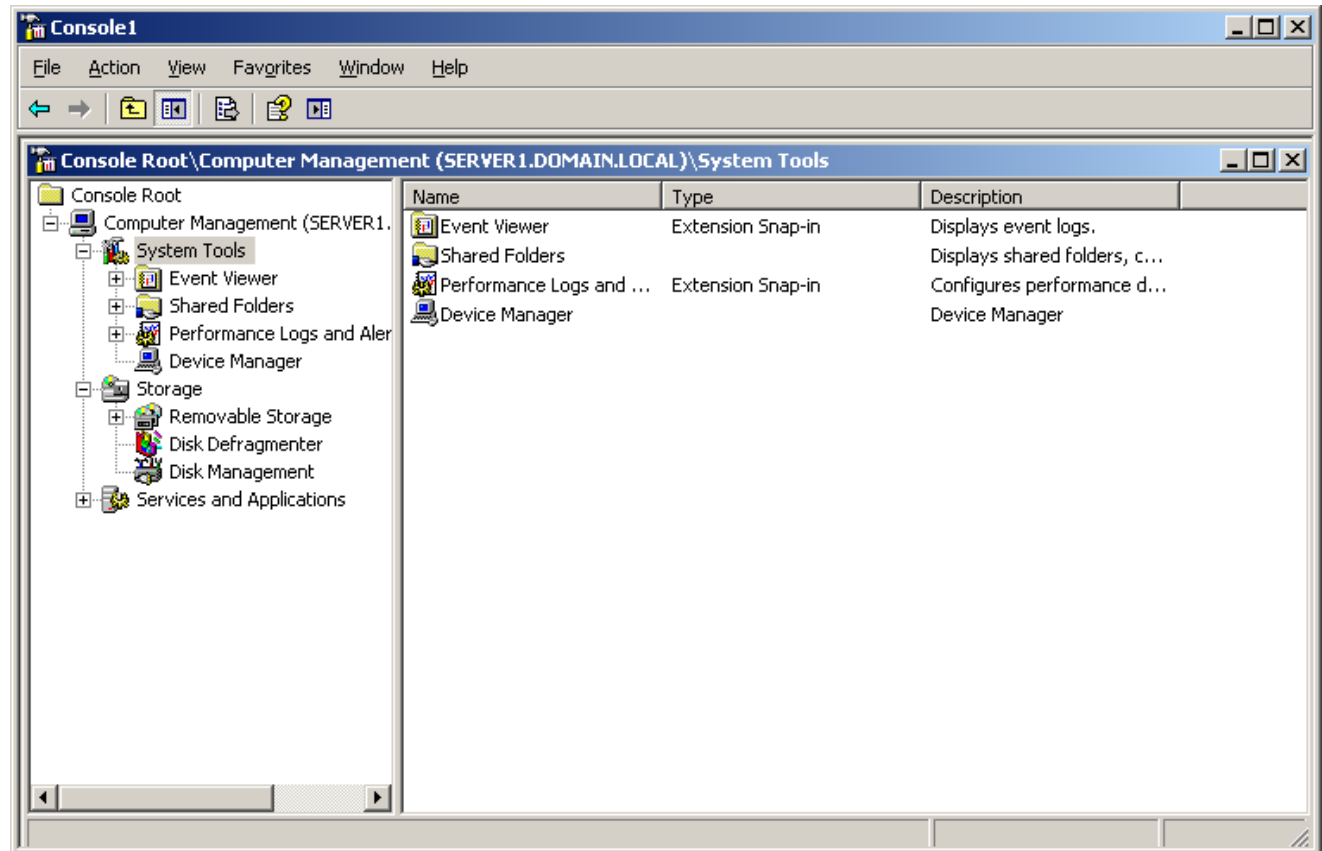 Console1
File Action View Favorites Window Help
Console Root\Computer Management (SERVER1.DOMAIN.LOCAL)\System Tools
Console Root
Computer Management (SERVER1.
System Tools
Event Viewer
Shared Folders
Performance Logs and Aler
Device Manager
Storage
Removable Storage
Disk Defragmenter
Disk Management
Services and Applications
Name Type Description
Event Viewer Extension Snap-in Displays event logs.
Shared Folders Displays shared folders, c...
Performance Logs and ... Extension Snap-in Configures performance d...
Device Manager Device Manager